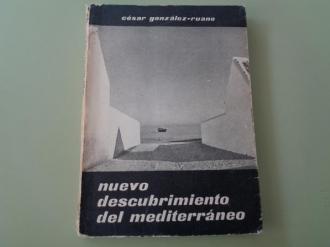 césar gonzález-ruano
nuevo
descubrimiento
del mediterráneo